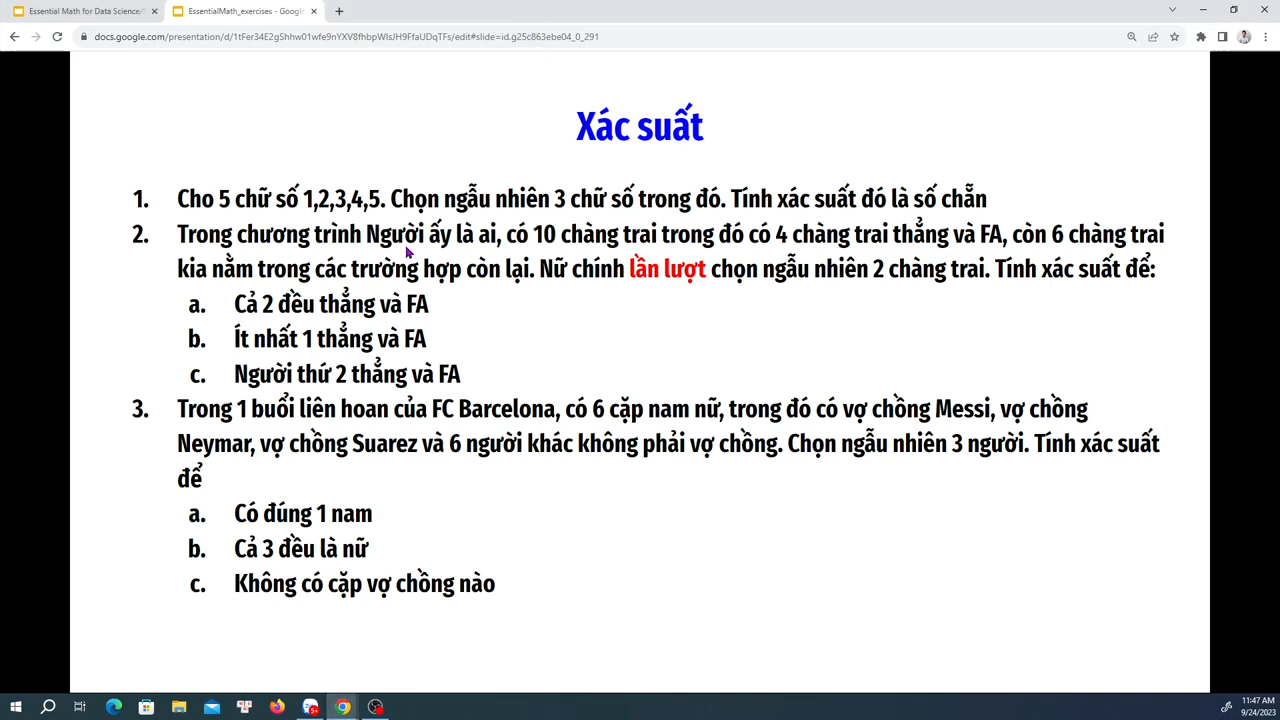 Essential Math for Data Science/I
EssentialMath_exercises - Google
docs.google.com/presentation/d/1tFer34E2gShhw01wfe9nYXV8fhbpWIsJH9FfaUDqTFs/edit#slide=id.g25c863ebe04_0_291
Xác suất
1. Cho 5 chữ số 1,2,3,4,5. Chọn ngẫu nhiên 3 chữ số trong đó. Tính xác suất đó là số chẵn
2. Trong chương trình Người ấy là ai, có 10 chàng trai trong đó có 4 chàng trai thẳng và FA, còn 6 chàng trai
kia nằm trong các trường hợp còn lại. Nữ chính lần lượt chọn ngẫu nhiên 2 chàng trai. Tính xác suất để:
a. Cả 2 đều thẳng và FA
b. Ít nhất 1 thẳng và FA
c. Người thứ 2 thẳng và FA
3. Trong 1 buổi liên hoan của FC Barcelona, có 6 cặp nam nữ, trong đó có vợ chồng Messi, vợ chồng
Neymar, vợ chồng Suarez và 6 người khác không phải vợ chồng. Chọn ngẫu nhiên 3 người. Tính xác suất
để
a. Có đúng 1 nam
b. Cả 3 đều là nữ
c. Không có cặp vợ chồng nào
11:47 AM
9/24/2023